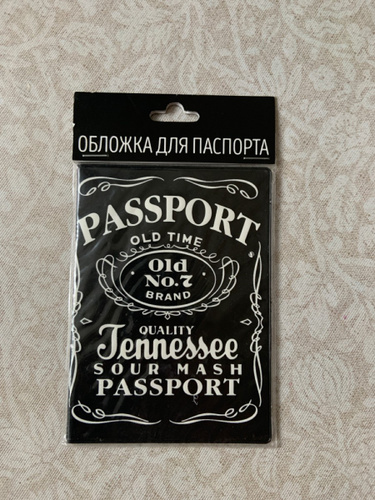 ОБЛОЖКА ДЛЯ ПАСПОРТА
PASSPORT
OLD TIME
Old
No.7
BRAND
QUALITY
Tennessee
SOUR MASH
PASSPORT